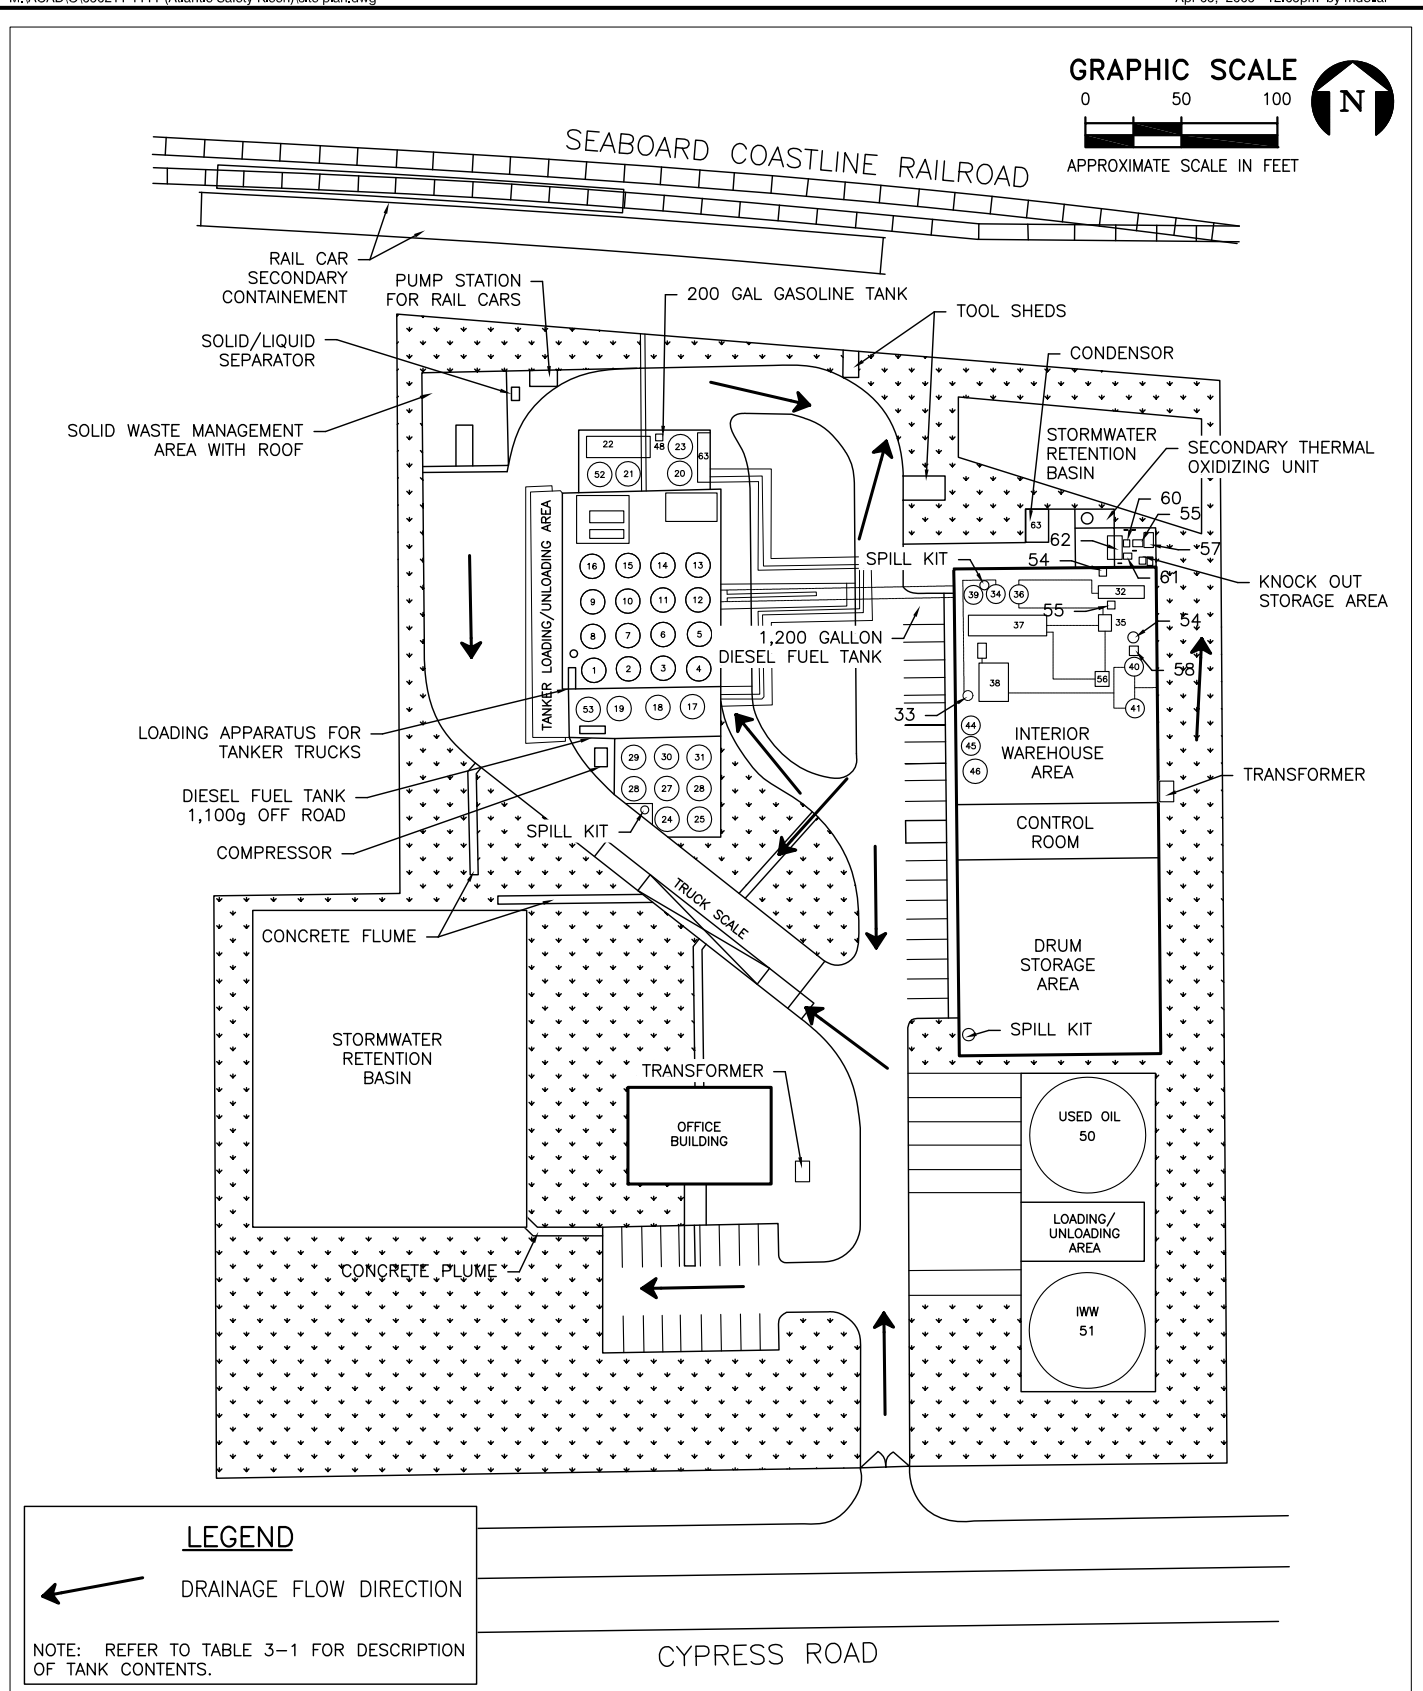 GRAPHIC SCALE
0 50 100
APPROXIMATE SCALE IN FEET
N
SEABOARD COASTLINE RAILROAD
RAIL CAR
SECONDARY
CONTAINEMENT
PUMP STATION
FOR RAIL CARS
200 GAL GASOLINE TANK
TOOL SHEDS
SOLID/LIQUID
SEPARATOR
CONDENSOR
SOLID WASTE MANAGEMENT
AREA WITH ROOF
STORMWATER
RETENTION
BASIN
SECONDARY THERMAL
OXIDIZING UNIT
22
48
23
63
52
21
20
TANKER LOADING/UNLOADING AREA
16 15 14 13
9 10 11 12
8 7 6 5
1 2 3 4
53 19 18 17
29 30 31
28 27 28
24 25
63
60
55
62
57
54
61
KNOCK OUT
STORAGE AREA
SPILL KIT
39 34 36 32
55
37
35
54
1,200 GALLON
DIESEL FUEL TANK
58
40
38
56
41
33
44
45
46
INTERIOR
WAREHOUSE
AREA
LOADING APPARATUS FOR
TANKER TRUCKS
DIESEL FUEL TANK
1,100g OFF ROAD
COMPRESSOR
SPILL KIT
TRANSFORMER
CONTROL
ROOM
TRUCK SCALE
CONCRETE FLUME
DRUM
STORAGE
AREA
SPILL KIT
STORMWATER
RETENTION
BASIN
TRANSFORMER
OFFICE
BUILDING
USED OIL
50
LOADING/
UNLOADING
AREA
CONCRETE PLUME
IWW
51
LEGEND
DRAINAGE FLOW DIRECTION
NOTE: REFER TO TABLE 3-1 FOR DESCRIPTION
OF TANK CONTENTS.
CYPRESS ROAD